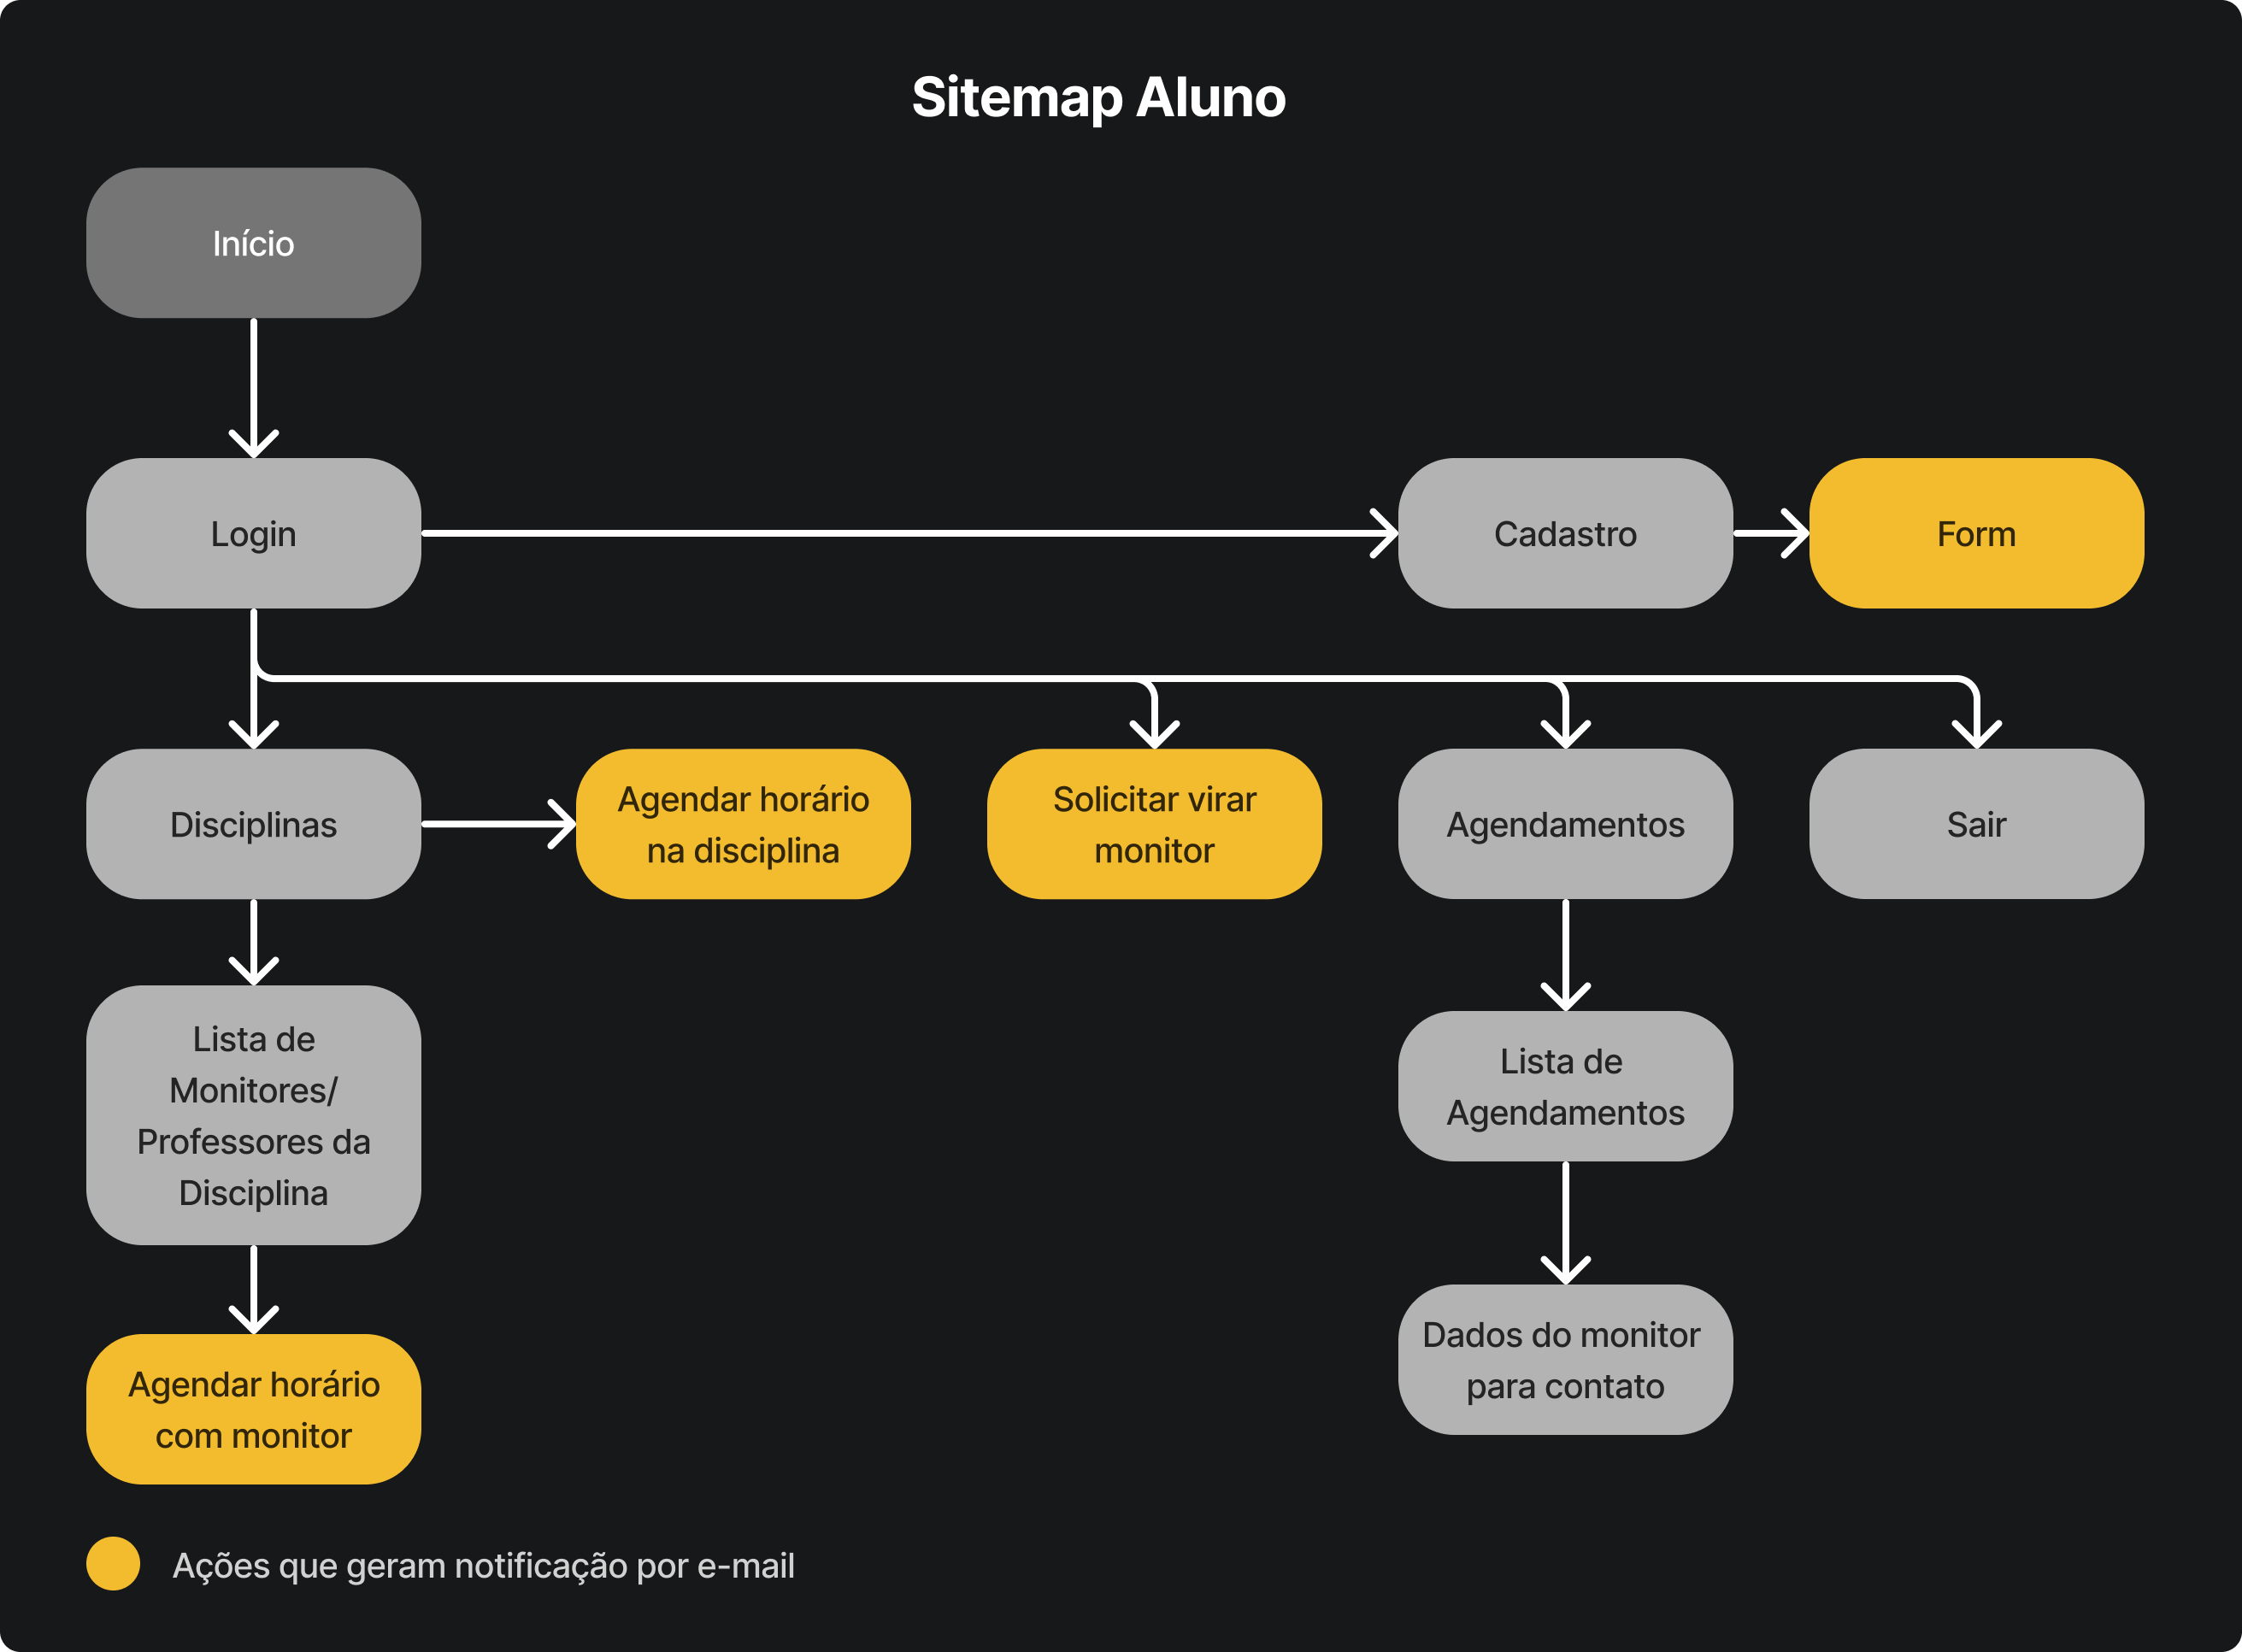 Sitemap Aluno
Início
Login
Cadastro
Form
Disciplinas
Agendar horário
na disciplina
Solicitar virar
monitor
Agendamentos
Sair
Lista de
Monitores/
Professores da
Disciplina
Lista de
Agendamentos
Agendar horário
com monitor
Dados do monitor
para contato
Ações que geram notificação por e-mail